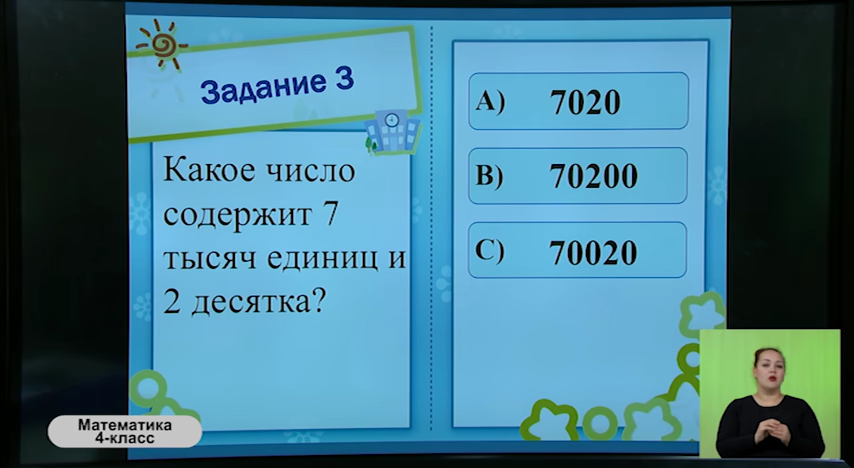 Задание 3
Какое число
содержит 7
тысяч единиц и
2 десятка?
A) 7020
B) 70200
C) 70020
Математика
4-класс